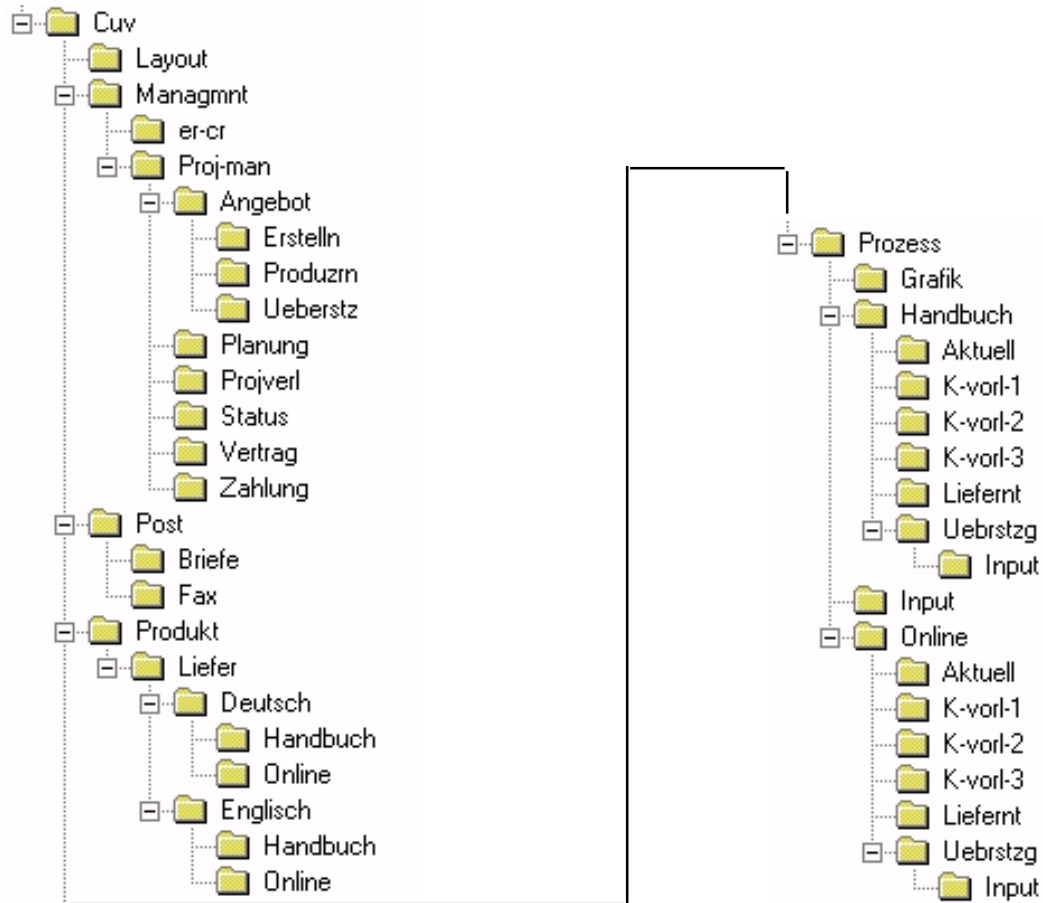 Cuv
Layout
Managmnt
er-cr
Proj-man
Angebot
Erstelln
Produzrn
Ueberstz
Planung
Projverl
Status
Vertrag
Zahlung
Post
Briefe
Fax
Produkt
Liefer
Deutsch
Handbuch
Online
Englisch
Handbuch
Online
Prozess
Grafik
Handbuch
Aktuell
K-vorl-1
K-vorl-2
K-vorl-3
Liefernt
Uebrstzg
Input
Input
Online
Aktuell
K-vorl-1
K-vorl-2
K-vorl-3
Liefernt
Uebrstzg
Input